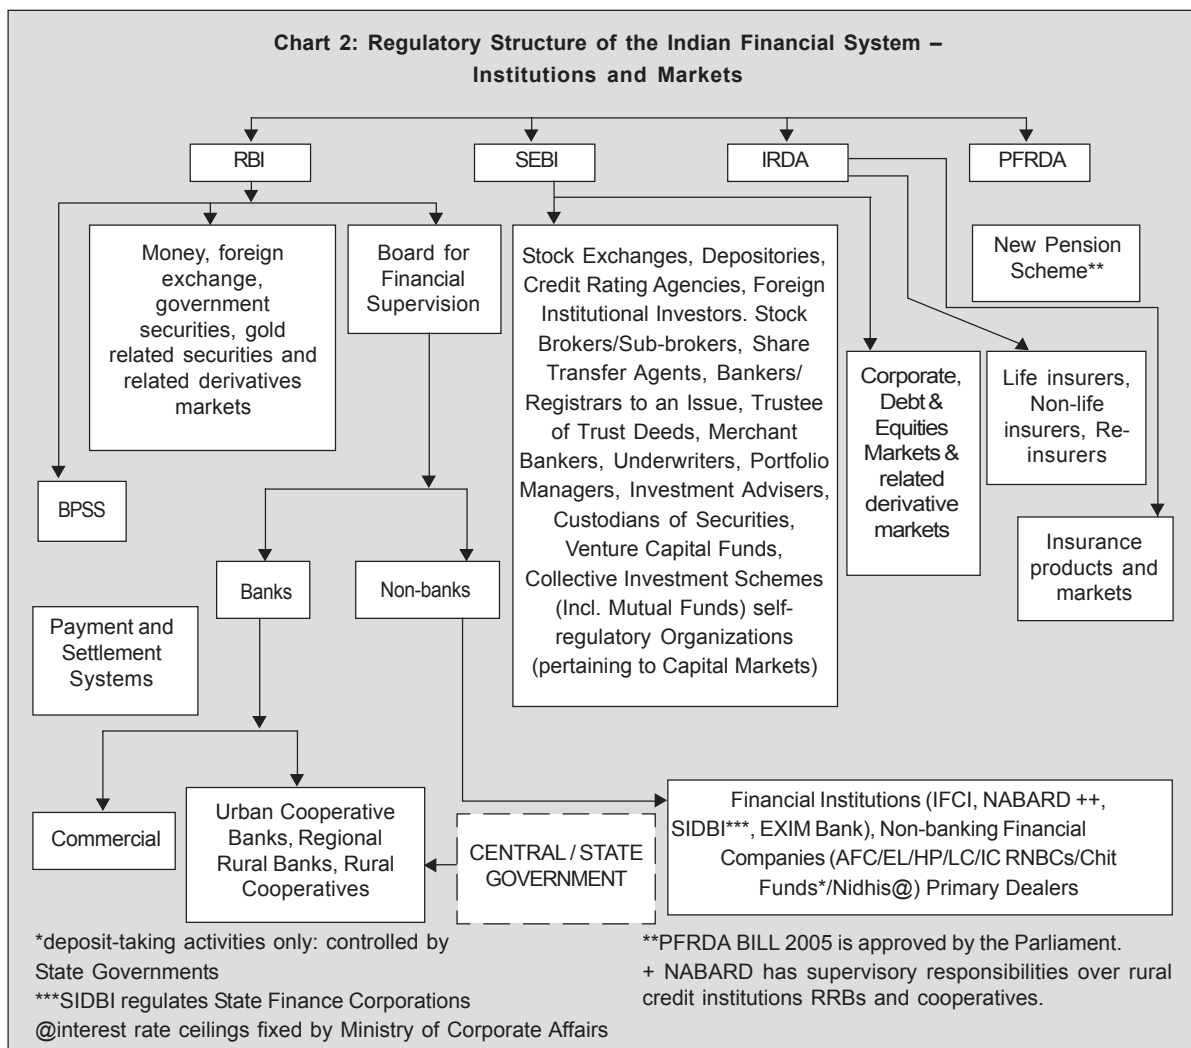 Chart 2: Regulatory Structure of the Indian Financial System –
Institutions and Markets
RBI
SEBI
IRDA
PFRDA
Money, foreign
exchange,
government
securities, gold
related securities and
related derivatives
markets
Board for
Financial
Supervision
Stock Exchanges, Depositories,
Credit Rating Agencies, Foreign
Institutional Investors. Stock
Brokers/Sub-brokers, Share
Transfer Agents, Bankers/
Registrars to an Issue, Trustee
of Trust Deeds, Merchant
Bankers, Underwriters, Portfolio
Managers, Investment Advisers,
Custodians of Securities,
Venture Capital Funds,
Collective Investment Schemes
(Incl. Mutual Funds) self-
regulatory Organizations
(pertaining to Capital Markets)
New Pension
Scheme**
Corporate,
Debt &
Equities
Markets &
related
derivative
markets
Life insurers,
Non-life
insurers, Re-
insurers
BPSS
Insurance
products and
markets
Banks
Non-banks
Payment and
Settlement
Systems
Commercial
Urban Cooperative
Banks, Regional
Rural Banks, Rural
Cooperatives
CENTRAL / STATE
GOVERNMENT
Financial Institutions (IFCI, NABARD ++,
SIDBI***, EXIM Bank), Non-banking Financial
Companies (AFC/EL/HP/LC/IC RNBCs/Chit
Funds*/Nidhis@) Primary Dealers
*deposit-taking activities only: controlled by
State Governments
***SIDBI regulates State Finance Corporations
@interest rate ceilings fixed by Ministry of Corporate Affairs
**PFRDA BILL 2005 is approved by the Parliament.
+ NABARD has supervisory responsibilities over rural
credit institutions RRBs and cooperatives.